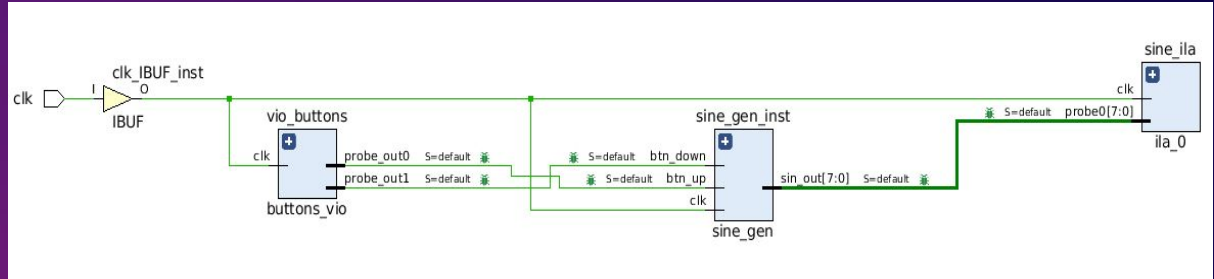 clk
I
O
clk_IBUF_inst
IBUF
vio_buttons
clk
probe_out0 S=default
probe_out1 S=default
buttons_vio
sine_gen_inst
S=default btn_down
S=default btn_up
clk
sin_out[7:0] S=default
sine_gen
sine_ila
clk
S=default probe0[7:0]
ila_0